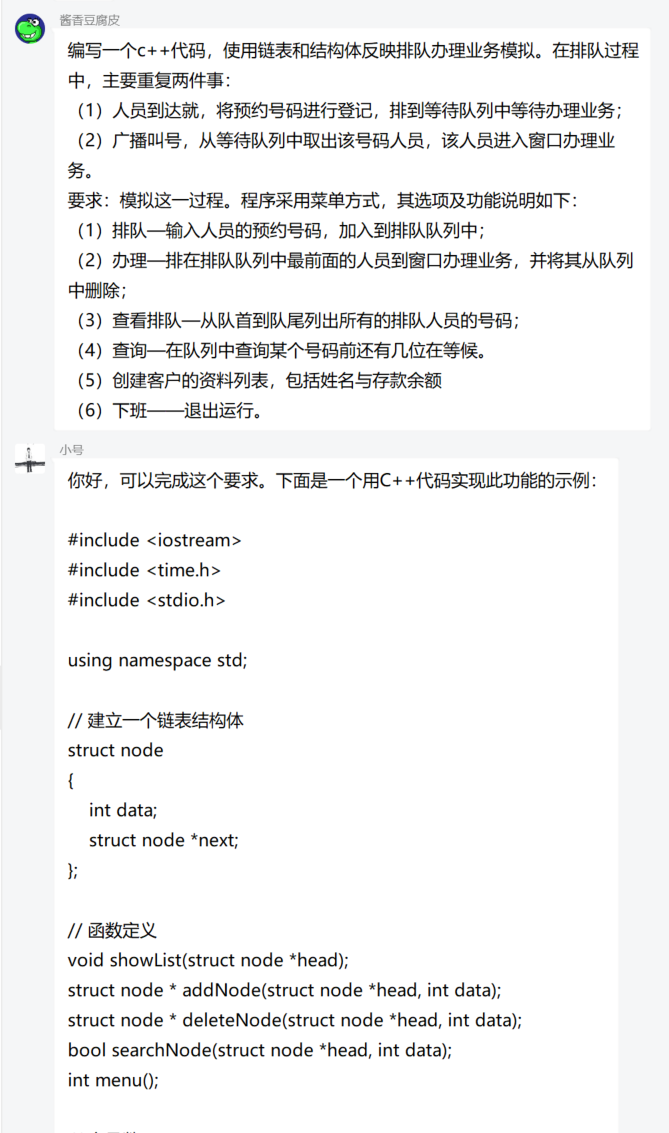 酱香豆腐皮
编写一个c++代码，使用链表和结构体反映排队办理业务模拟。在排队过程
中，主要重复两件事：
（1）人员到达就，将预约号码进行登记，排到等待队列中等待办理业务；
（2）广播叫号，从等待队列中取出该号码人员，该人员进入窗口办理业
务。
要求：模拟这一过程。程序采用菜单方式，其选项及功能说明如下：
（1）排队—输入人员的预约号码，加入到排队队列中；
（2）办理—排在排队队列中最前面的人员到窗口办理业务，并将其从队列
中删除；
（3）查看排队—从队首到队尾列出所有的排队人员的号码；
（4）查询—在队列中查询某个号码前还有几位在等候。
（5）创建客户的资料列表，包括姓名与存款余额
（6）下班——退出运行。
小号
你好，可以完成这个要求。下面是一个用C++代码实现此功能的示例：
#include <iostream>
#include <time.h>
#include <stdio.h>
using namespace std;
// 建立一个链表结构体
struct node
{
int data;
struct node *next;
};
// 函数定义
void showList(struct node *head);
struct node * addNode(struct node *head, int data);
struct node * deleteNode(struct node *head, int data);
bool searchNode(struct node *head, int data);
int menu();